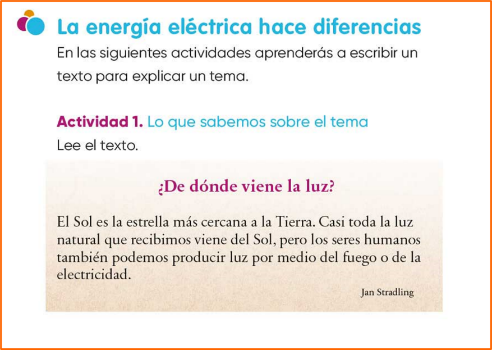 La energía eléctrica hace diferencias
En las siguientes actividades aprenderás a escribir un
texto para explicar un tema.
Actividad 1. Lo que sabemos sobre el tema
Lee el texto.
¿De dónde viene la luz?
El Sol es la estrella más cercana a la Tierra. Casi toda la luz
natural que recibimos viene del Sol, pero los seres humanos
también podemos producir luz por medio del fuego o de la
electricidad.
Jan Stradling